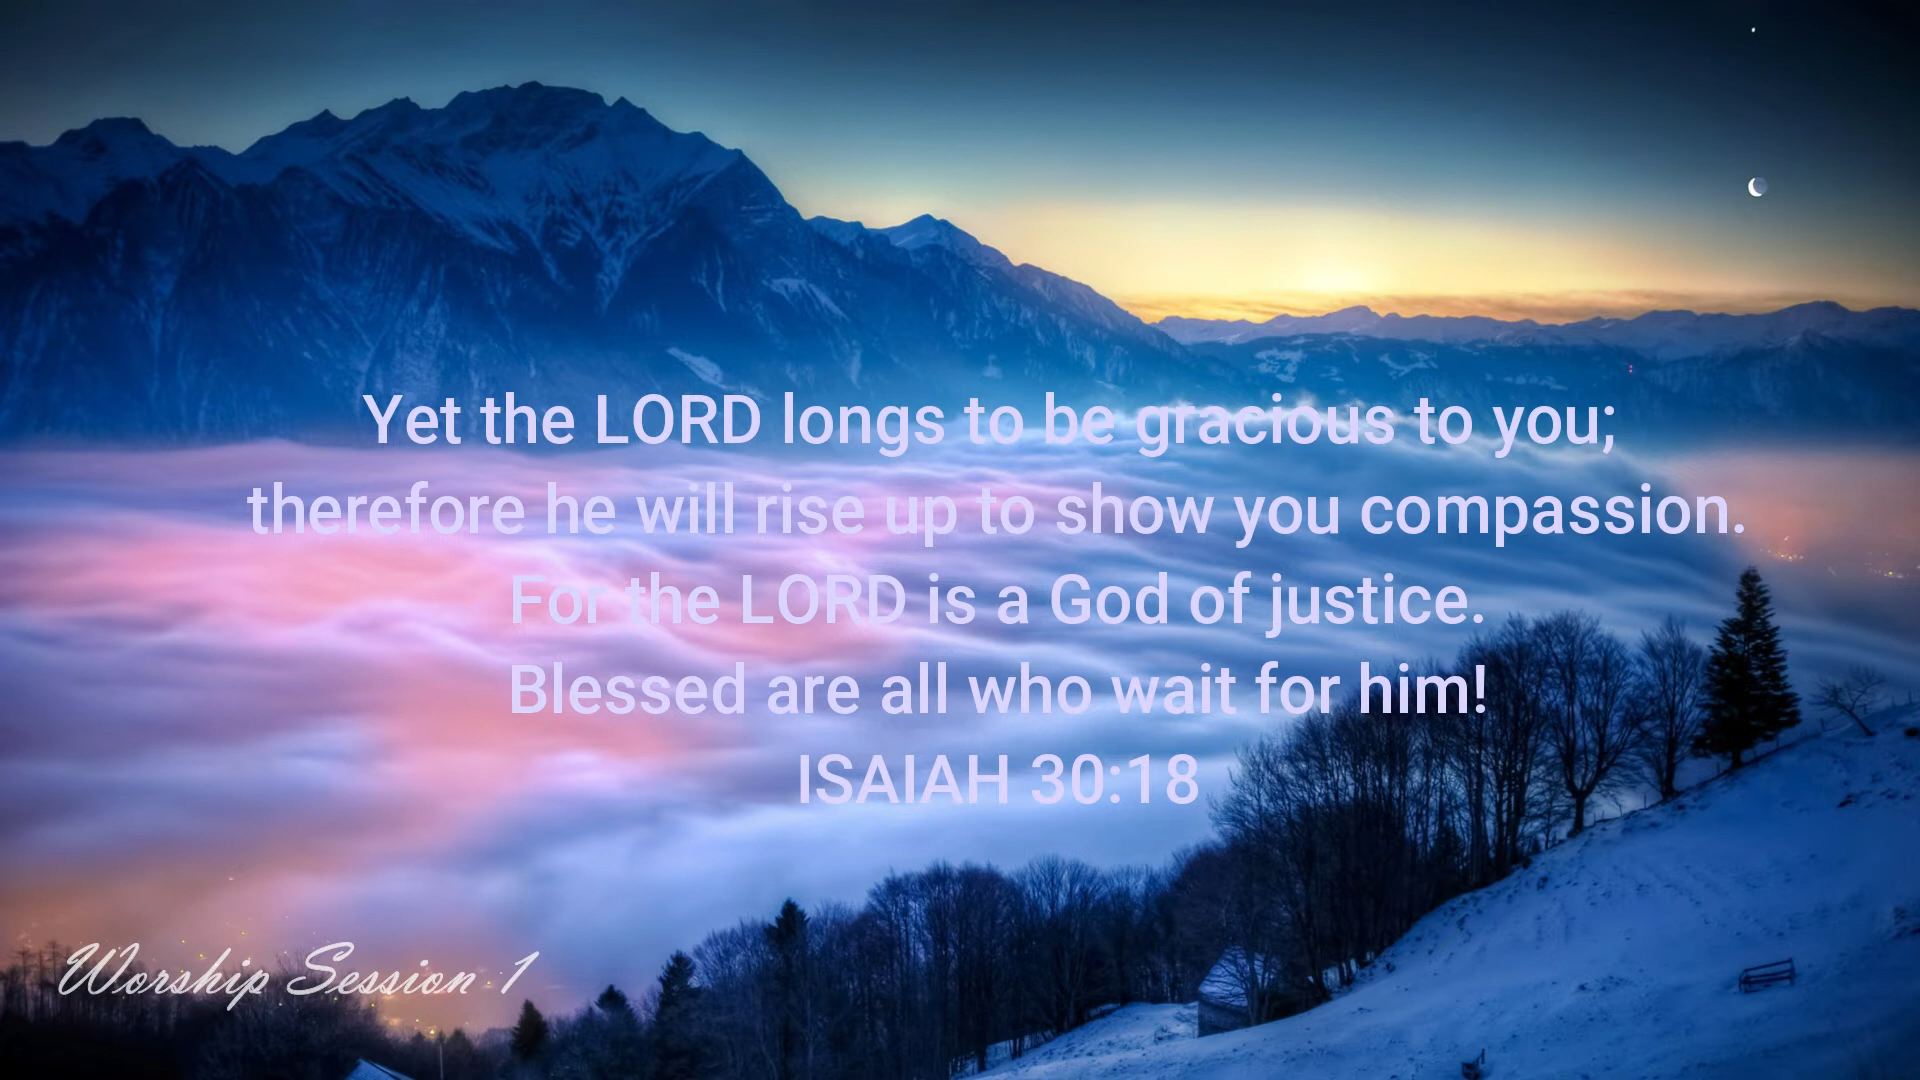 Yet the LORD longs to be gracious to you;
therefore he will rise up to show you compassion.
For the LORD is a God of justice.
Blessed are all who wait for him!
ISAIAH 30:18
Worship Session 1